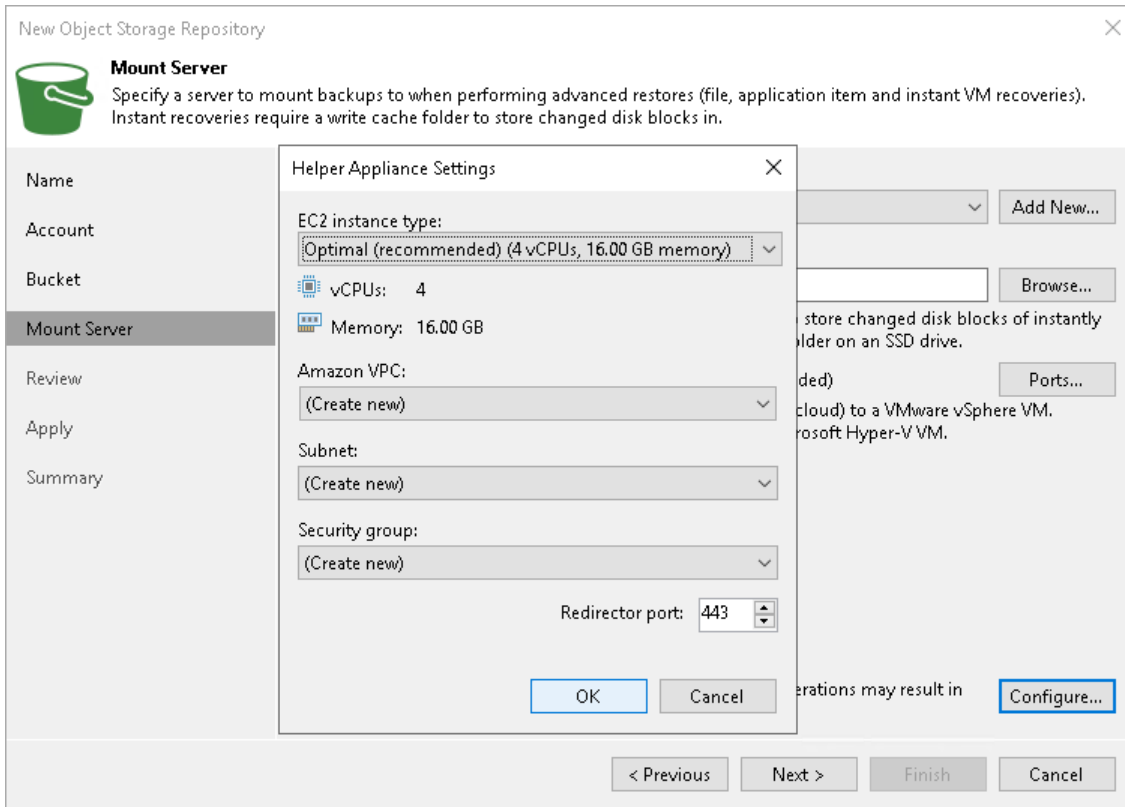 New Object Storage Repository
Mount Server
Specify a server to mount backups to when performing advanced restores (file, application item and instant VM recoveries).
Instant recoveries require a write cache folder to store changed disk blocks in.
Name
Account
Bucket
Mount Server
Review
Apply
Summary
Helper Appliance Settings
EC2 instance type:
Optimal (recommended) (4 vCPUs, 16.00 GB memory)
vCPUs: 4
Memory: 16.00 GB
Amazon VPC:
(Create new)
Subnet:
(Create new)
Security group:
(Create new)
Redirector port: 443
OK
Cancel
Add New...
Browse...
store changed disk blocks of instantly
on an SSD drive.
Ports...
cloud) to a VMware vSphere VM.
Hyper-V VM.
may result in
Configure...
< Previous
Next >
Finish
Cancel